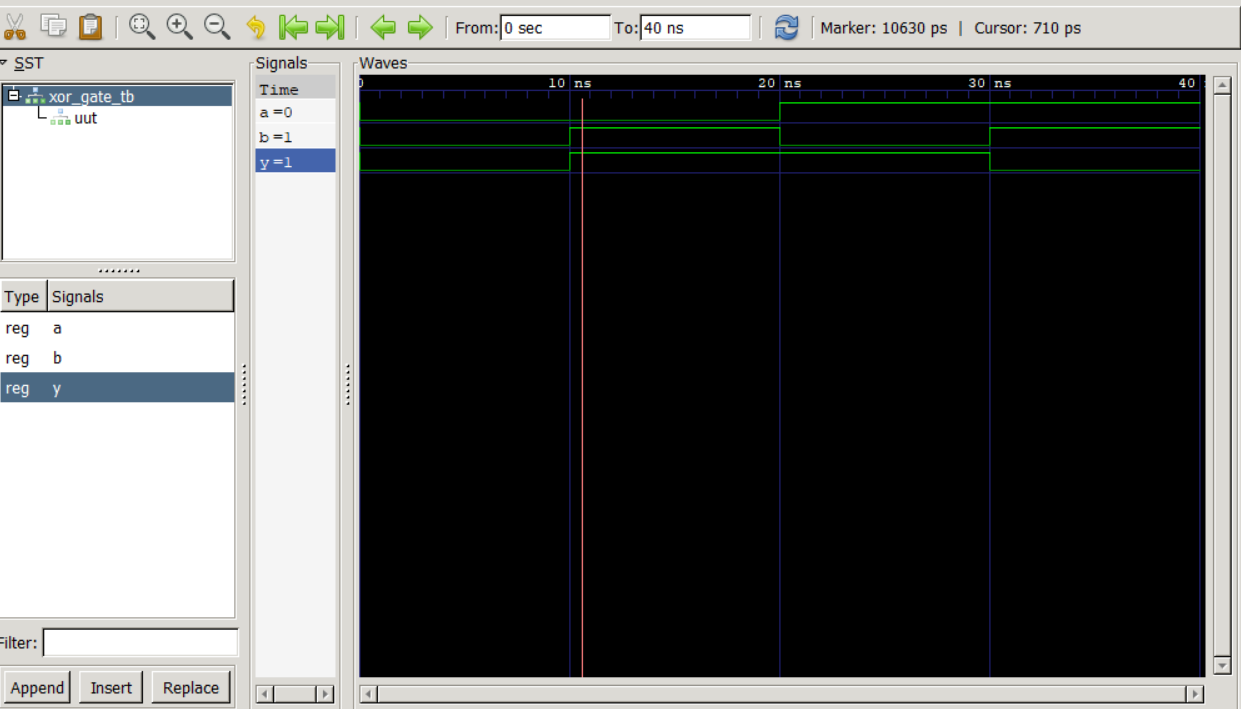 From: 0 sec To: 40 ns Marker: 10630 ps | Cursor: 710 ps
SST
xor_gate_tb
uut
Type Signals
reg a
reg b
reg y
Filter:
Append Insert Replace
Signals
Time
a =0
b =1
y =1
Waves
0 10 ns 20 ns 30 ns 40